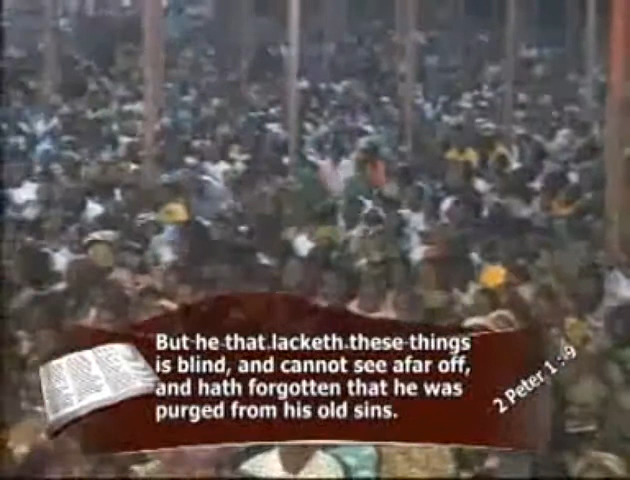 But he that lacketh these things
is blind, and cannot see afar off,
and hath forgotten that he was
purged from his old sins.
2 Peter 1 : 9